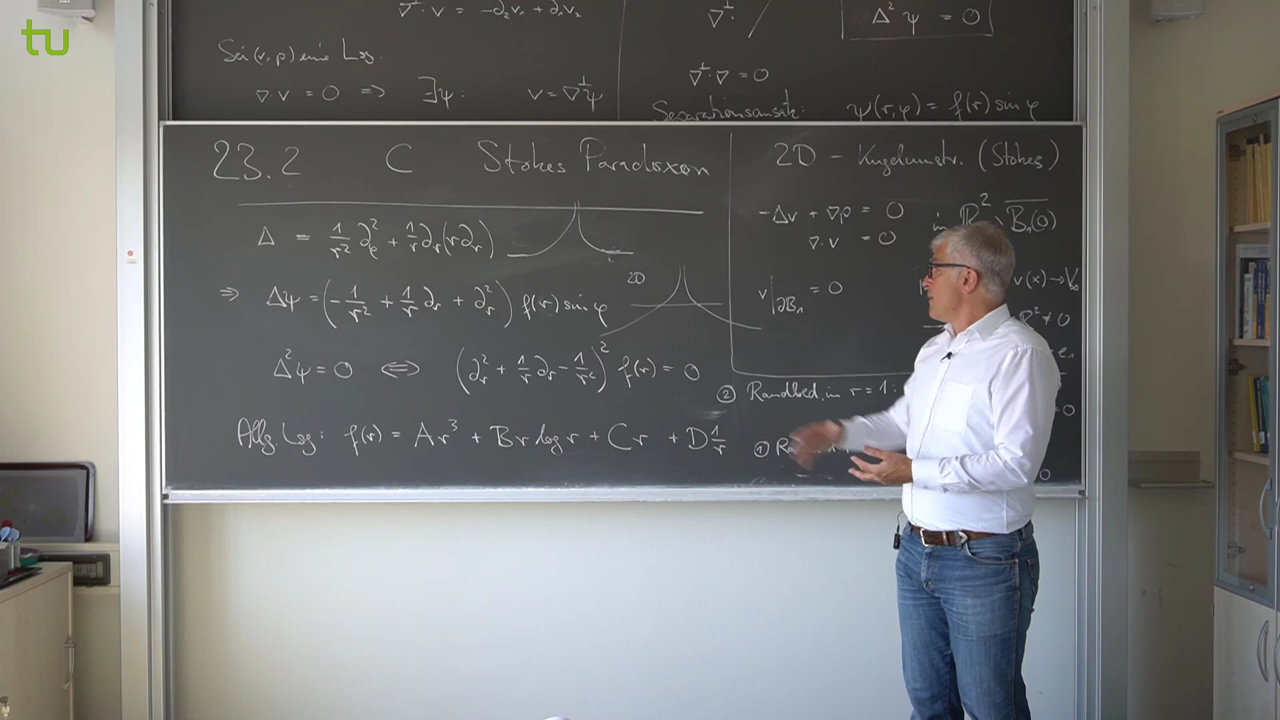 tu
∇^⊥·v = -∂₂v₁ + ∂₁v₂
∇^⊥·
Δ²ψ = 0
Sei (v, p) eine Lsg.
∇·v = 0 ⇒ ∃ψ: v = ∇^⊥ψ
∇^⊥·∇ = 0
Separationsansatz: ψ(r,φ) = f(r) sin φ
23.2 C Stokes Paradoxon
Δ = 1/r² ∂φ² + 1/r ∂r(r∂r)
2D
⇒ Δψ = (-1/r² + 1/r ∂r + ∂r²) f(r) sin φ
Δ²ψ = 0 ⇔ (∂r² + 1/r ∂r - 1/r²)² f(r) = 0
Allg Lsg: f(r) = Ar³ + Br log r + Cr + D 1/r
2D - Kugelumstr. (Stokes)
-Δv + ∇p = 0 in ℝ² \ B₁(0)
∇·v = 0
v|∂B₁ = 0
v(x) →
② Randbed. in r = 1:
①